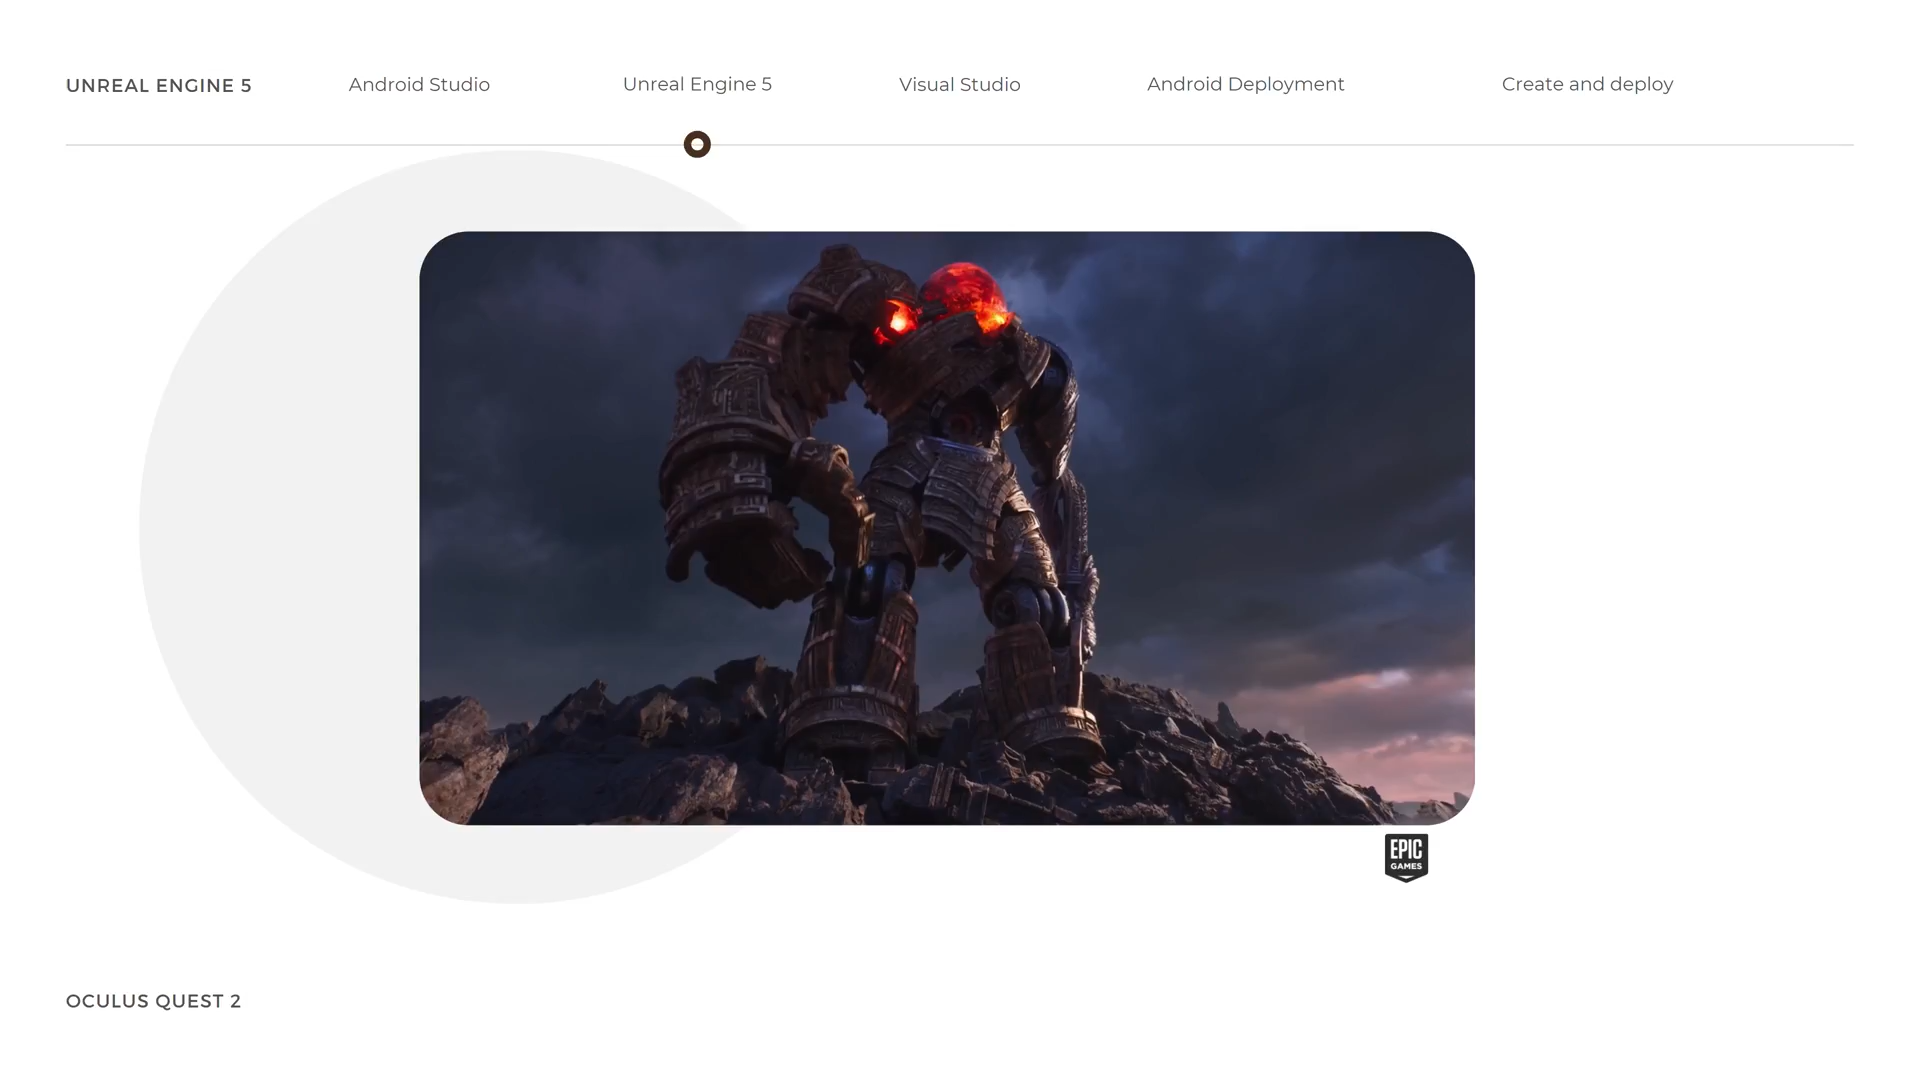 UNREAL ENGINE 5
Android Studio
Unreal Engine 5
Visual Studio
Android Deployment
Create and deploy
EPIC
GAMES
OCULUS QUEST 2